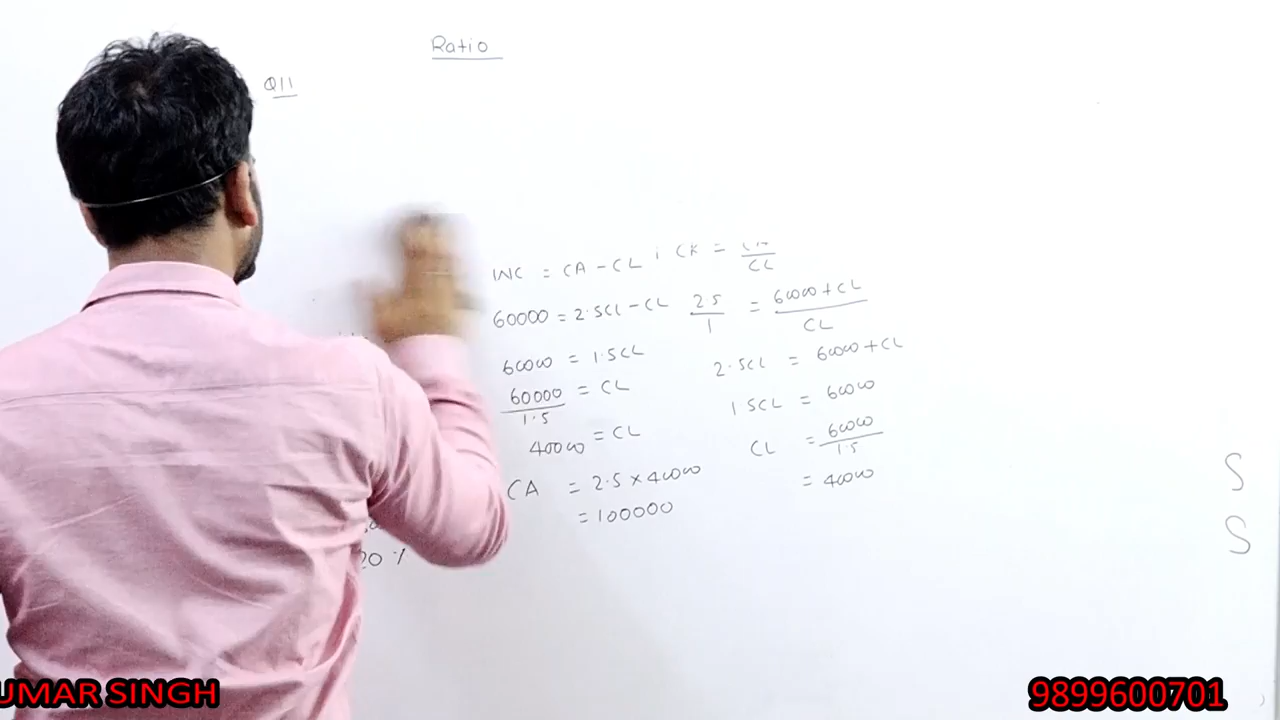 Ratio
Q11
WC = CA - CL ; CR = CA/CL
60000 = 2.5CL - CL
60000 = 1.5CL
60000/1.5 = CL
40000 = CL
CA = 2.5 x 40000
= 100000
2.5/1 = 60000 + CL/CL
2.5CL = 60000 + CL
1.5CL = 60000
CL = 60000/1.5
= 40000
20 %
S
S
UMAR SINGH
9899600701